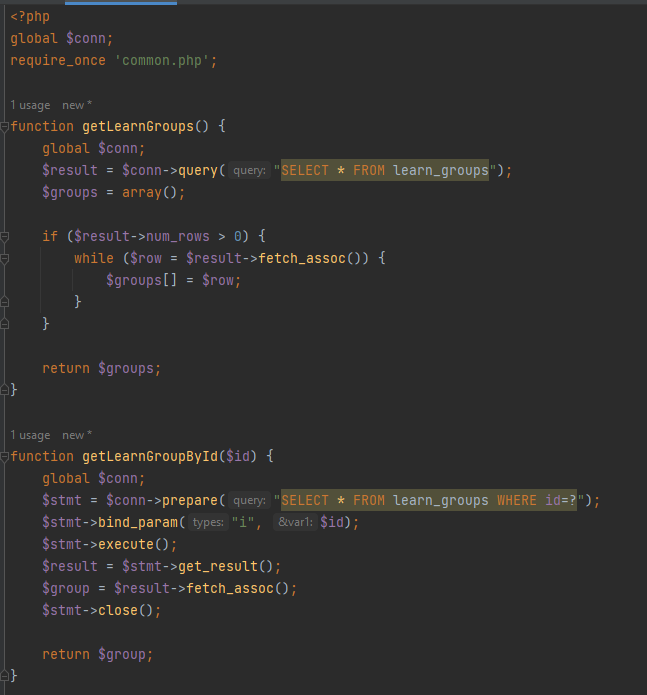 <?php
global $conn;
require_once 'common.php';
1 usage new *
function getLearnGroups() {
global $conn;
$result = $conn->query( query: "SELECT * FROM learn_groups");
$groups = array();
if ($result->num_rows > 0) {
while ($row = $result->fetch_assoc()) {
$groups[] = $row;
}
}
return $groups;
}
1 usage new *
function getLearnGroupById($id) {
global $conn;
$stmt = $conn->prepare( query: "SELECT * FROM learn_groups WHERE id=?");
$stmt->bind_param( types: "i", &var1: $id);
$stmt->execute();
$result = $stmt->get_result();
$group = $result->fetch_assoc();
$stmt->close();
return $group;
}